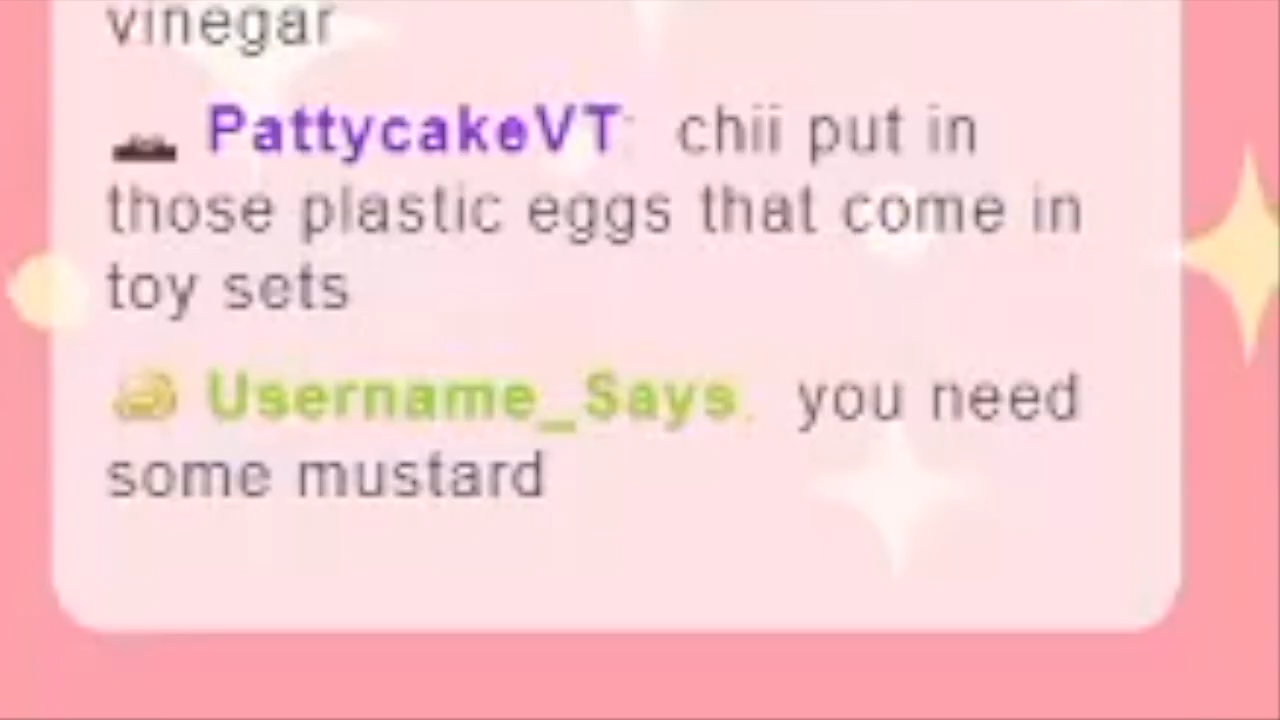 vinegar
PattycakeVT: chii put in
those plastic eggs that come in
toy sets
Username_Says: you need
some mustard